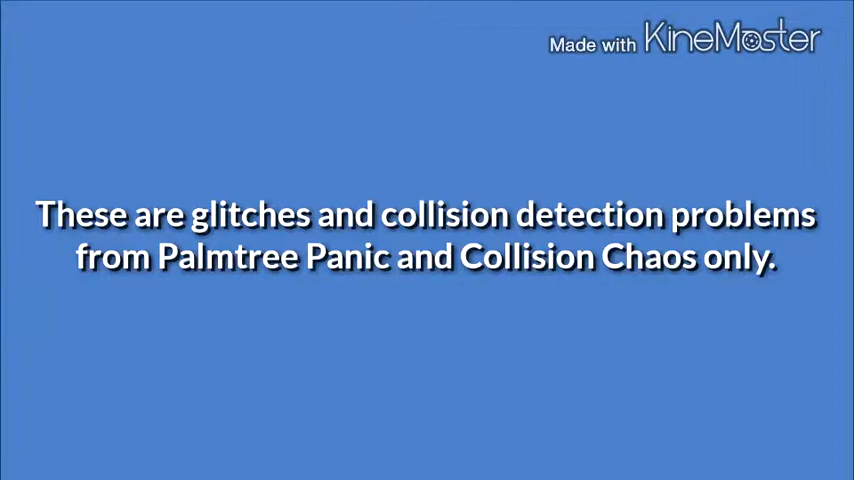 Made with KineMaster
These are glitches and collision detection problems
from Palmtree Panic and Collision Chaos only.